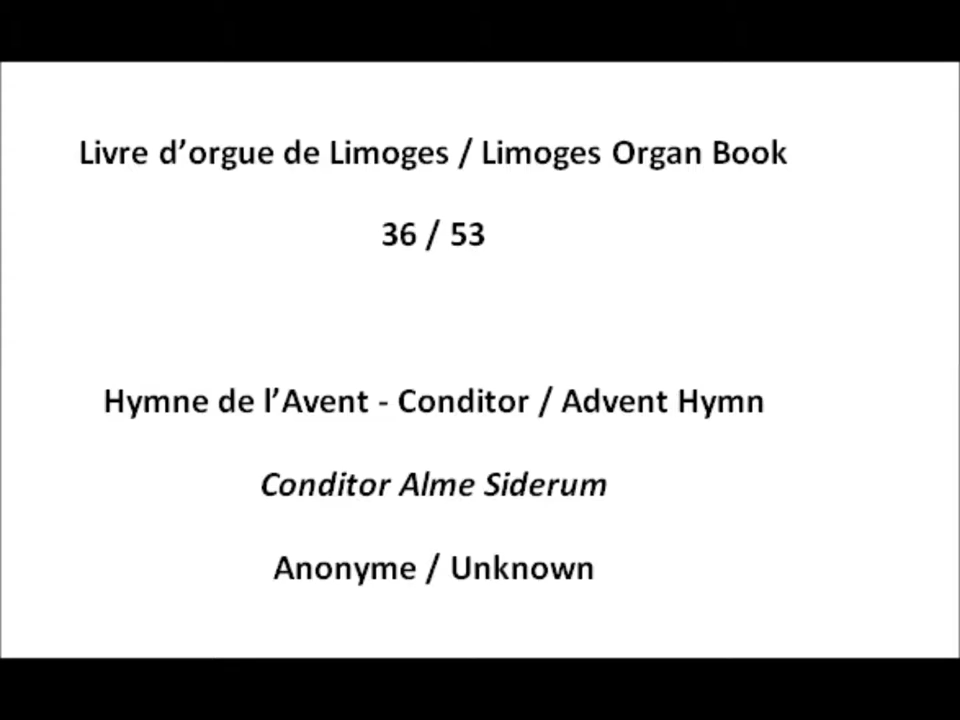 Livre d’orgue de Limoges / Limoges Organ Book
36 / 53
Hymne de l’Avent - Conditor / Advent Hymn
Conditor Alme Siderum
Anonyme / Unknown